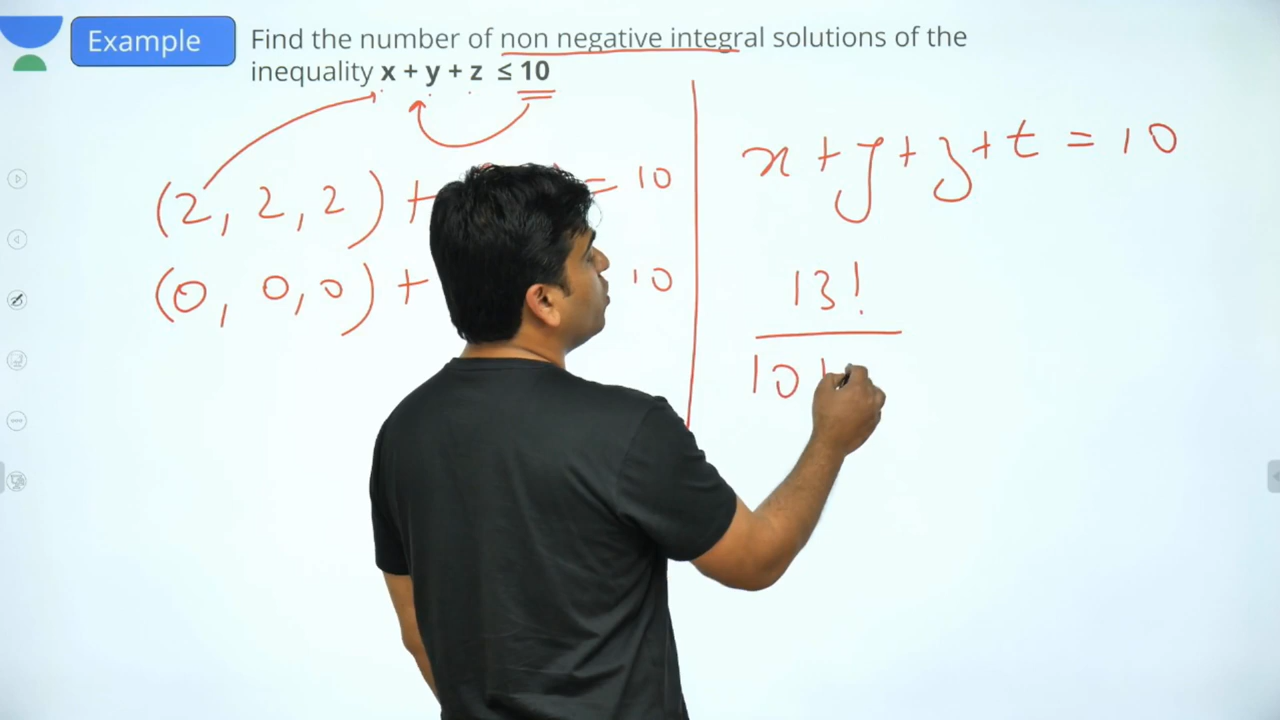 Example
Find the number of non negative integral solutions of the
inequality x + y + z ≤ 10
(2, 2, 2) + = 10
(0, 0, 0) + 10
x + y + z + t = 10
13!
10